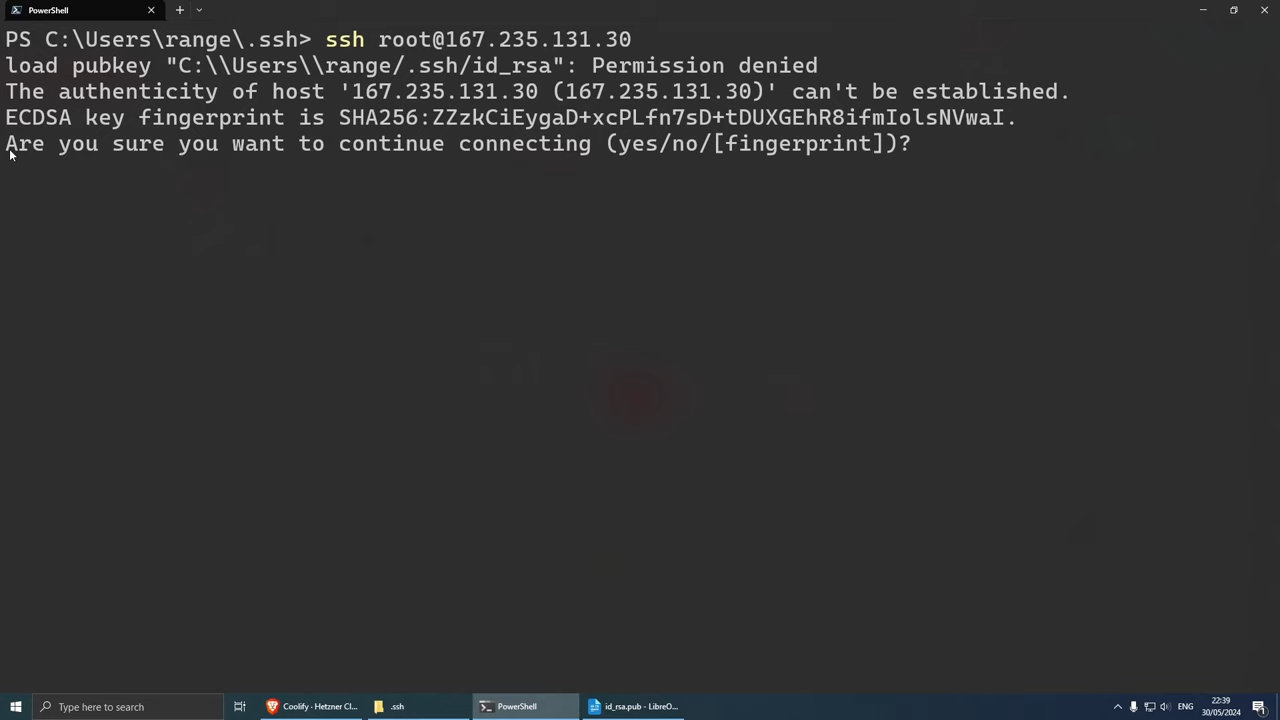 PowerShell
PS C:\Users\range\.ssh> ssh root@167.235.131.30
load pubkey "C:\\Users\\range/.ssh/id_rsa": Permission denied
The authenticity of host '167.235.131.30 (167.235.131.30)' can't be established.
ECDSA key fingerprint is SHA256:ZZzkCiEygaD+xcPLfn7sD+tDUXGEhR8ifmIolsNVwaI.
Are you sure you want to continue connecting (yes/no/[fingerprint])?
Type here to search
Coolify - Hetzner Cl...
.ssh
PowerShell
id_rsa.pub - LibreO...
ENG
22:39
30/05/2024